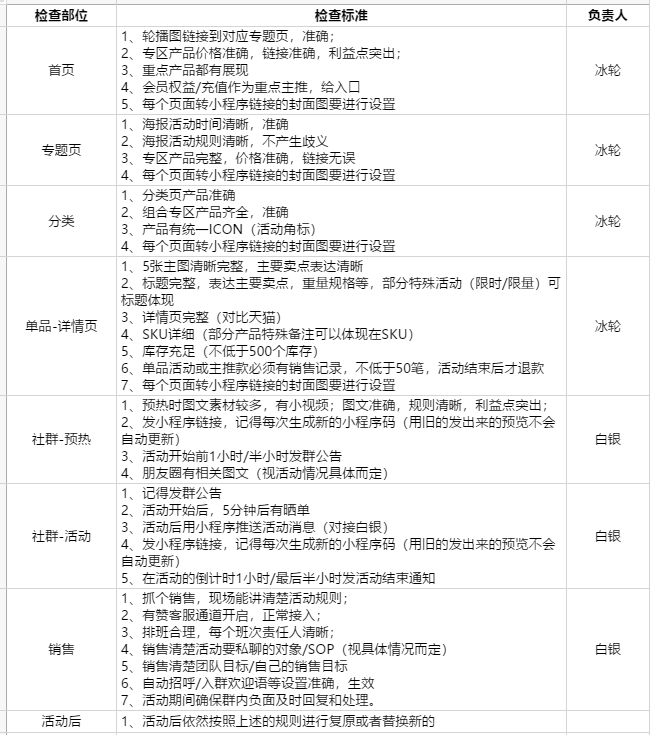 检查部位 检查标准 负责人
首页
1、轮播图链接到对应专题页，准确；
2、专区产品价格准确，链接准确，利益点突出；
3、重点产品都有展现
4、会员权益/充值作为重点主推，给入口
5、每个页面转小程序链接的封面图要进行设置
冰轮
专题页
1、海报活动时间清晰，准确
2、海报活动规则清晰，不产生歧义
3、专区产品完整，价格准确，链接无误
4、每个页面转小程序链接的封面图要进行设置
冰轮
分类
1、分类页产品准确
2、组合专区产品齐全，准确
3、产品有统一ICON（活动角标）
4、每个页面转小程序链接的封面图要进行设置
冰轮
单品-详情页
1、5张主图清晰完整，主要卖点表达清晰
2、标题完整，表达主要卖点，重量规格等，部分特殊活动（限时/限量）可
标题体现
3、详情页完整（对比天猫）
4、SKU详细（部分产品特殊备注可以体现在SKU）
5、库存充足（不低于500个库存）
6、单品活动或主推款必须有销售记录，不低于50笔，活动结束后才退款
7、每个页面转小程序链接的封面图要进行设置
冰轮
社群-预热
1、预热时图文素材较多，有小视频；图文准确，规则清晰，利益点突出；
2、发小程序链接，记得每次生成新的小程序码（用旧的发出来的预览不会
自动更新）
3、活动开始前1小时/半小时发群公告
4、朋友圈有相关图文（视活动情况具体而定）
白银
社群-活动
1、记得发群公告
2、活动开始后，5分钟后有晒单
3、活动后用小程序推送活动消息（对接白银）
4、发小程序链接，记得每次生成新的小程序码（用旧的发出来的预览不会
自动更新）
5、在活动的倒计时1小时/最后半小时发活动结束通知
白银
销售
1、抓个销售，现场能讲清楚活动规则；
2、有赞客服通道开启，正常接入；
3、排班合理，每个班次责任人清晰；
4、销售清楚活动要私聊的对象/SOP（视具体情况而定）
5、销售清楚团队目标/自己的销售目标
6、自动招呼/入群欢迎语等设置准确，生效
7、活动期间确保群内负面及时回复和处理。
白银
活动后
1、活动后依然按照上述的规则进行复原或者替换新的